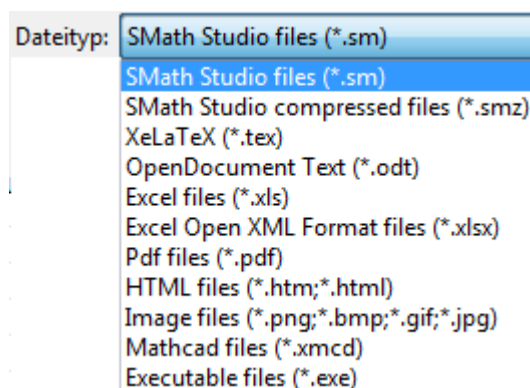 Dateityp: SMath Studio files (*.sm)
SMath Studio files (*.sm)
SMath Studio compressed files (*.smz)
XeLaTeX (*.tex)
OpenDocument Text (*.odt)
Excel files (*.xls)
Excel Open XML Format files (*.xlsx)
Pdf files (*.pdf)
HTML files (*.htm;*.html)
Image files (*.png;*.bmp;*.gif;*.jpg)
Mathcad files (*.xmcd)
Executable files (*.exe)